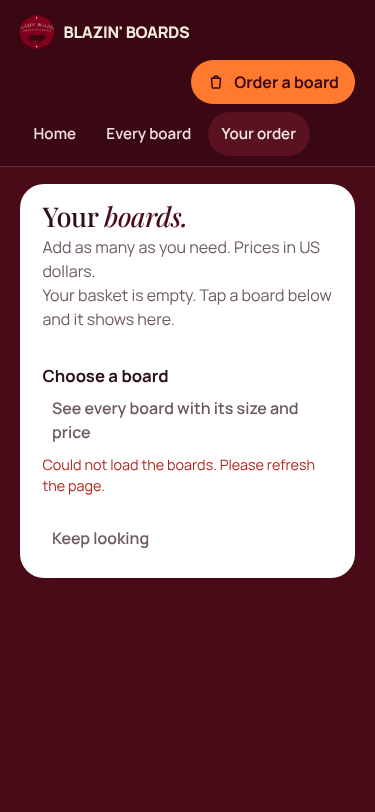 BLAZIN' BOARDS
Order a board
Home
Every board
Your order
Your boards.
Add as many as you need. Prices in US
dollars.
Your basket is empty. Tap a board below
and it shows here.
Choose a board
See every board with its size and
price
Could not load the boards. Please refresh
the page.
Keep looking